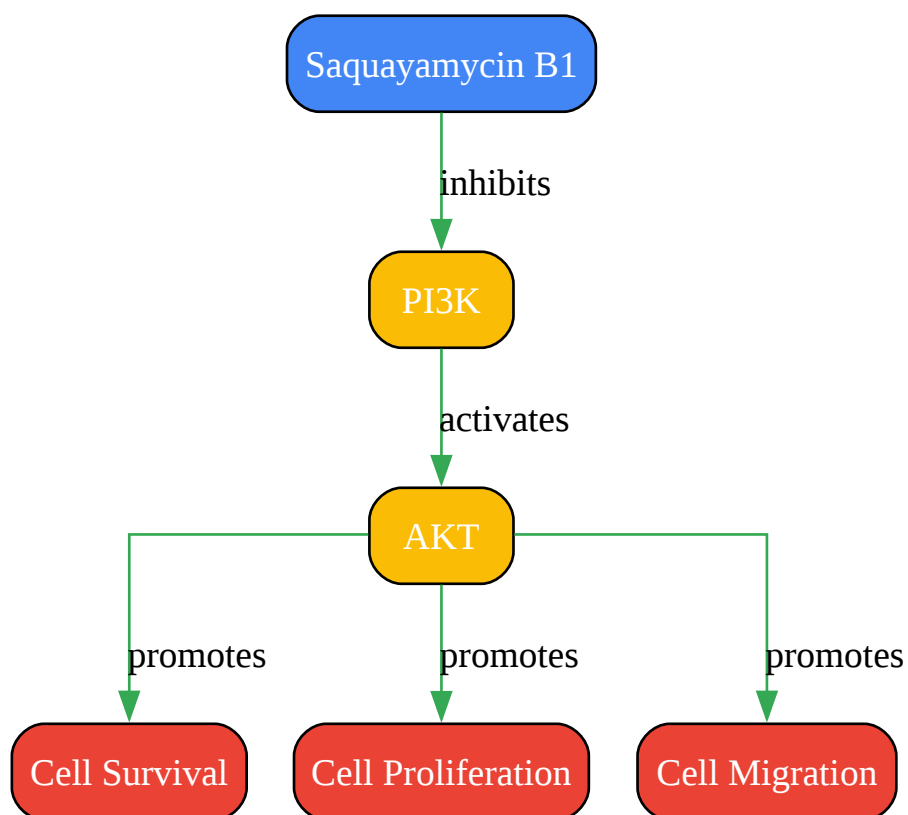 Saquayamycin B1
inhibits
PI3K
activates
AKT
promotes promotes promotes
Cell Survival Cell Proliferation Cell Migration